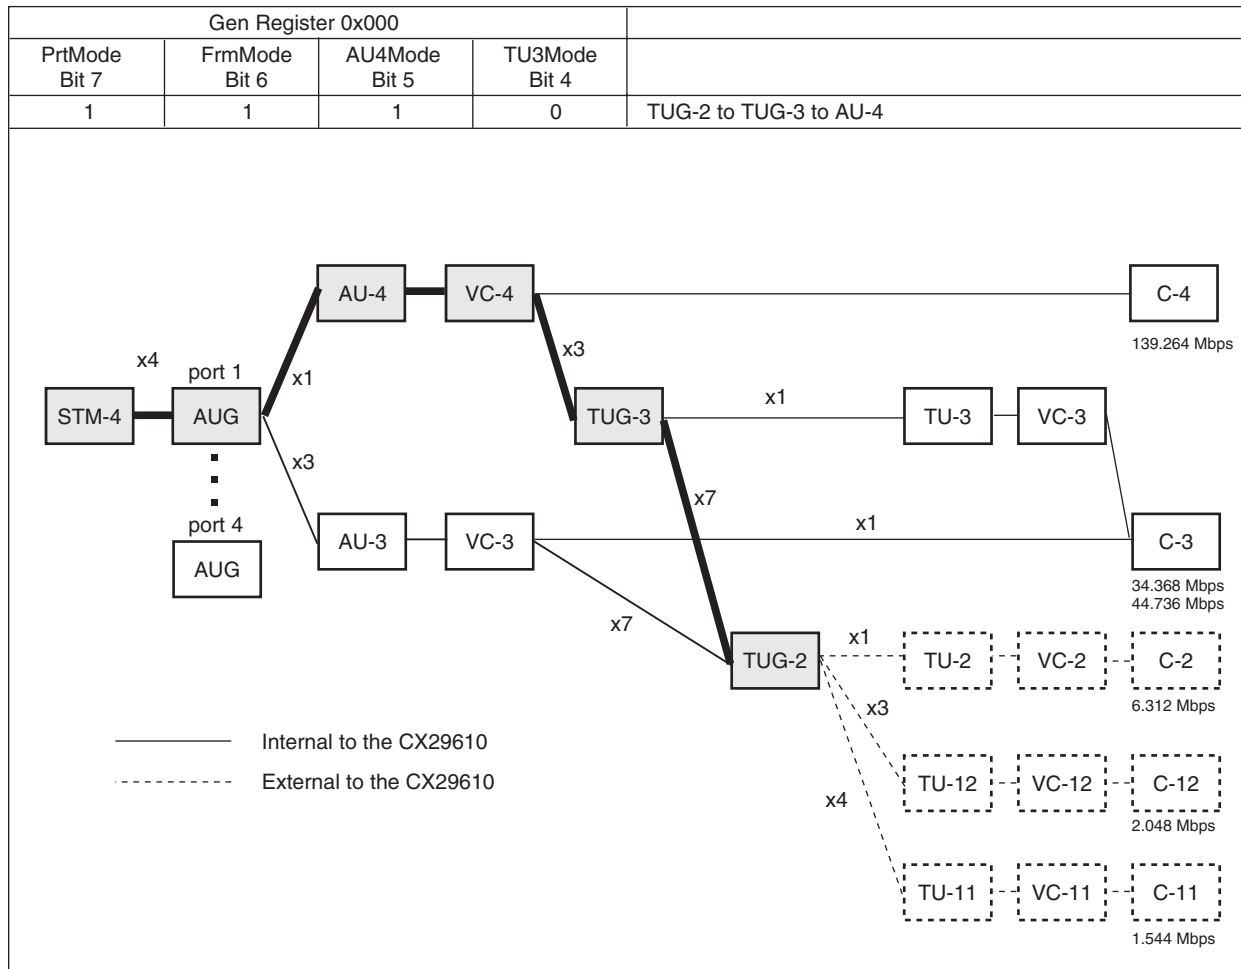 Gen Register 0x000
PrtMode
Bit 7
FrmMode
Bit 6
AU4Mode
Bit 5
TU3Mode
Bit 4
1
1
1
0
TUG-2 to TUG-3 to AU-4
AU-4
VC-4
C-4
139.264 Mbps
x4
port 1
x1
x3
STM-4
AUG
TUG-3
x1
TU-3
VC-3
x3
x7
port 4
AUG
AU-3
VC-3
x1
C-3
34.368 Mbps
44.736 Mbps
x7
TUG-2
x1
TU-2
VC-2
C-2
6.312 Mbps
x3
Internal to the CX29610
External to the CX29610
TU-12
VC-12
C-12
2.048 Mbps
x4
TU-11
VC-11
C-11
1.544 Mbps